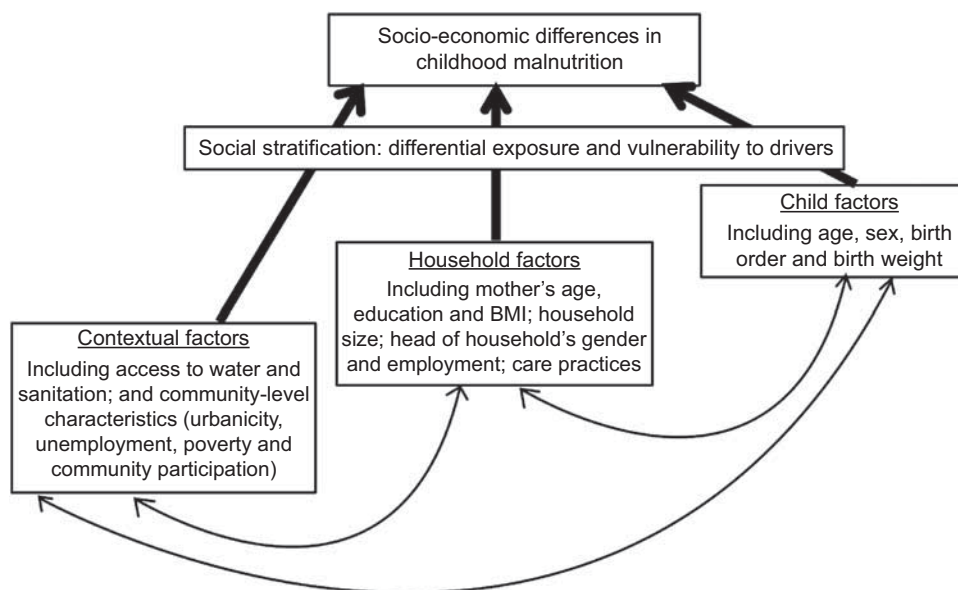 Socio-economic differences in
childhood malnutrition
Social stratification: differential exposure and vulnerability to drivers
Child factors
Including age, sex, birth
order and birth weight
Household factors
Including mother’s age,
education and BMI; household
size; head of household’s gender
and employment; care practices
Contextual factors
Including access to water and
sanitation; and community-level
characteristics (urbanicity,
unemployment, poverty and
community participation)